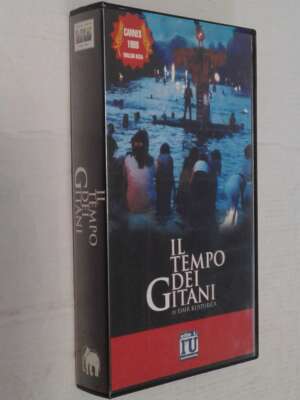 CANNES
1989
IL
TEMPO
DEI
GITANI
DI EMIR KUSTURICA
IL
TEMPO
DEI
GITANI